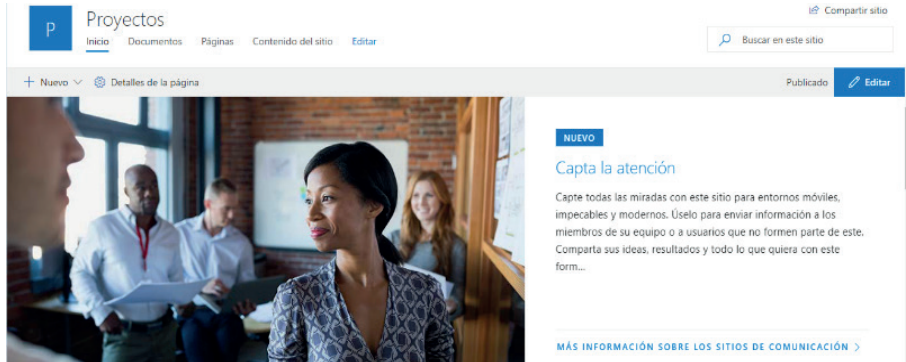 Compartir sitio
P
Proyectos
Inicio Documentos Páginas Contenido del sitio Editar
Buscar en este sitio
+ Nuevo Detalles de la página
Publicado Editar
NUEVO
Capta la atención
Capte todas las miradas con este sitio para entornos móviles,
impecables y modernos. Úselo para enviar información a los
miembros de su equipo o a usuarios que no formen parte de este.
Comparta sus ideas, resultados y todo lo que quiera con este
form...
MÁS INFORMACIÓN SOBRE LOS SITIOS DE COMUNICACIÓN >